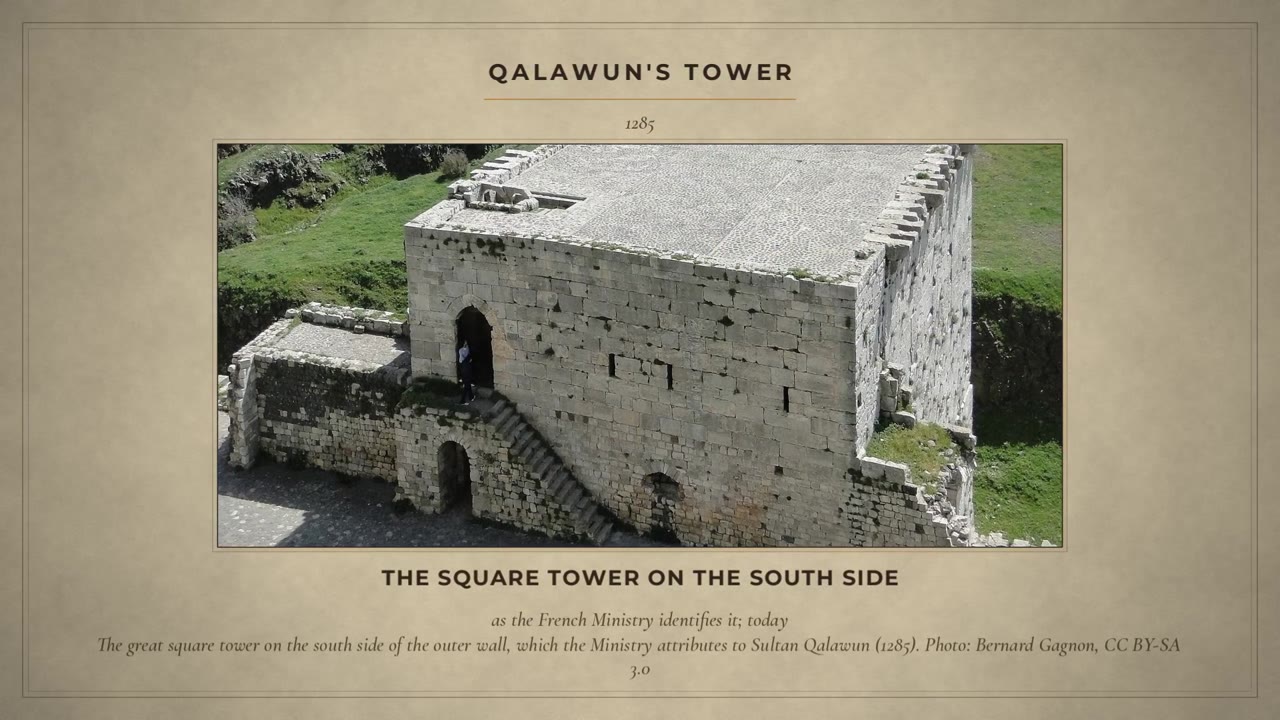 QALAWUN'S TOWER
1285
THE SQUARE TOWER ON THE SOUTH SIDE
as the French Ministry identifies it; today
The great square tower on the south side of the outer wall, which the Ministry attributes to Sultan Qalawun (1285). Photo: Bernard Gagnon, CC BY-SA
3.0